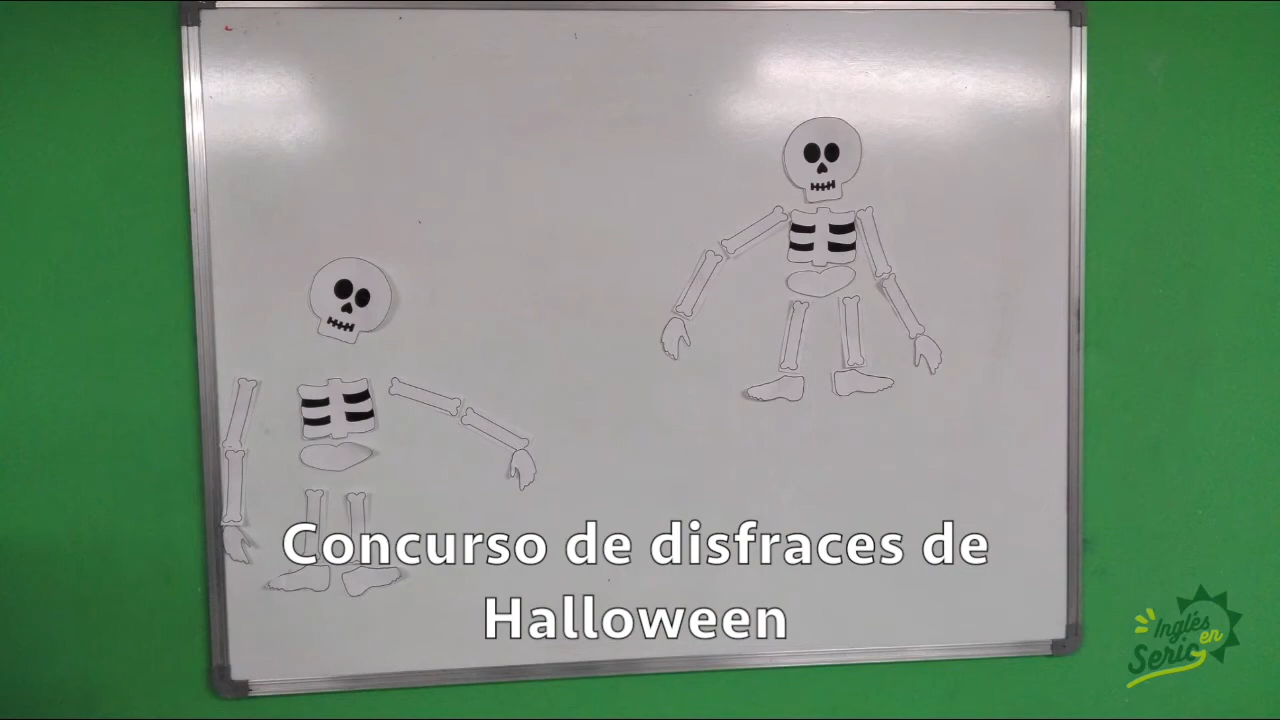 Concurso de disfraces de
Halloween
Inglés
en
Serio